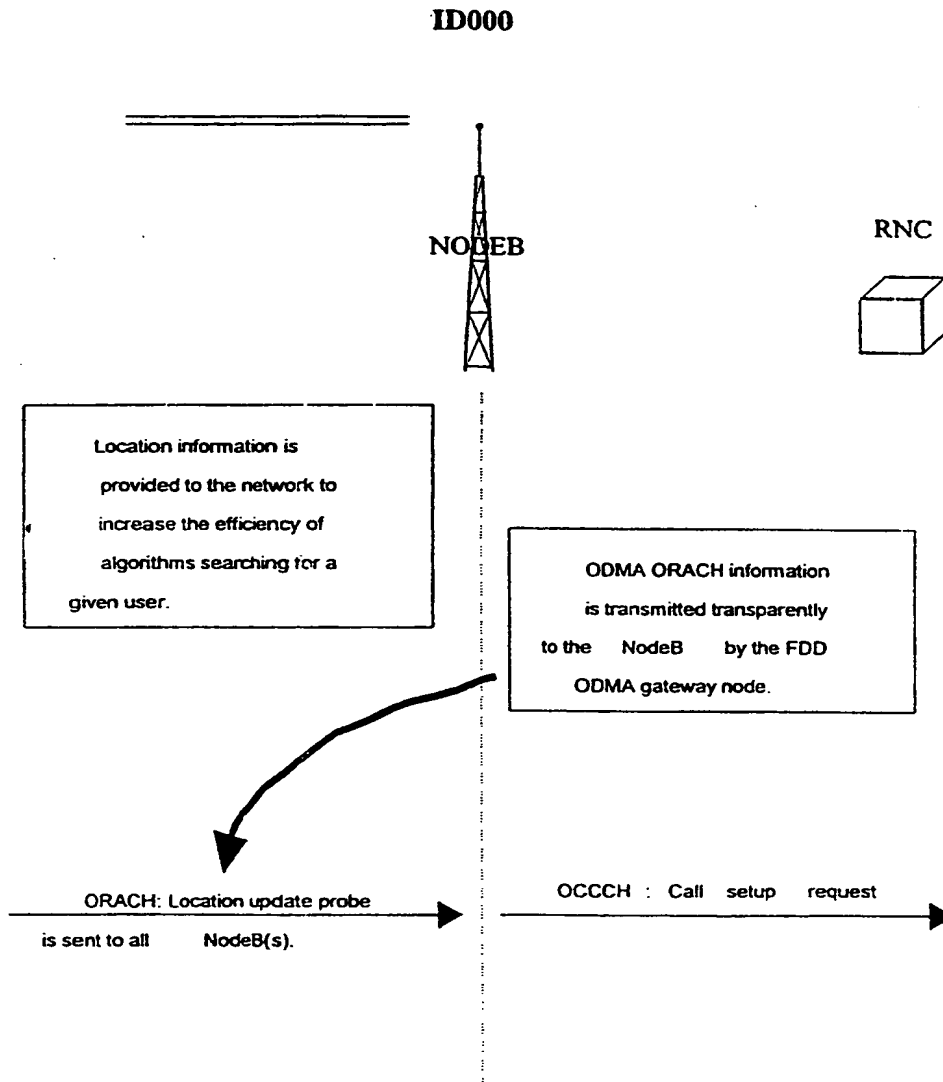 ID000
NODEB
RNC
Location information is
provided to the network to
increase the efficiency of
algorithms searching for a
given user.
ODMA ORACH information
is transmitted transparently
to the NodeB by the FDD
ODMA gateway node.
ORACH: Location update probe
is sent to all NodeB(s).
OCCCH : Call setup request